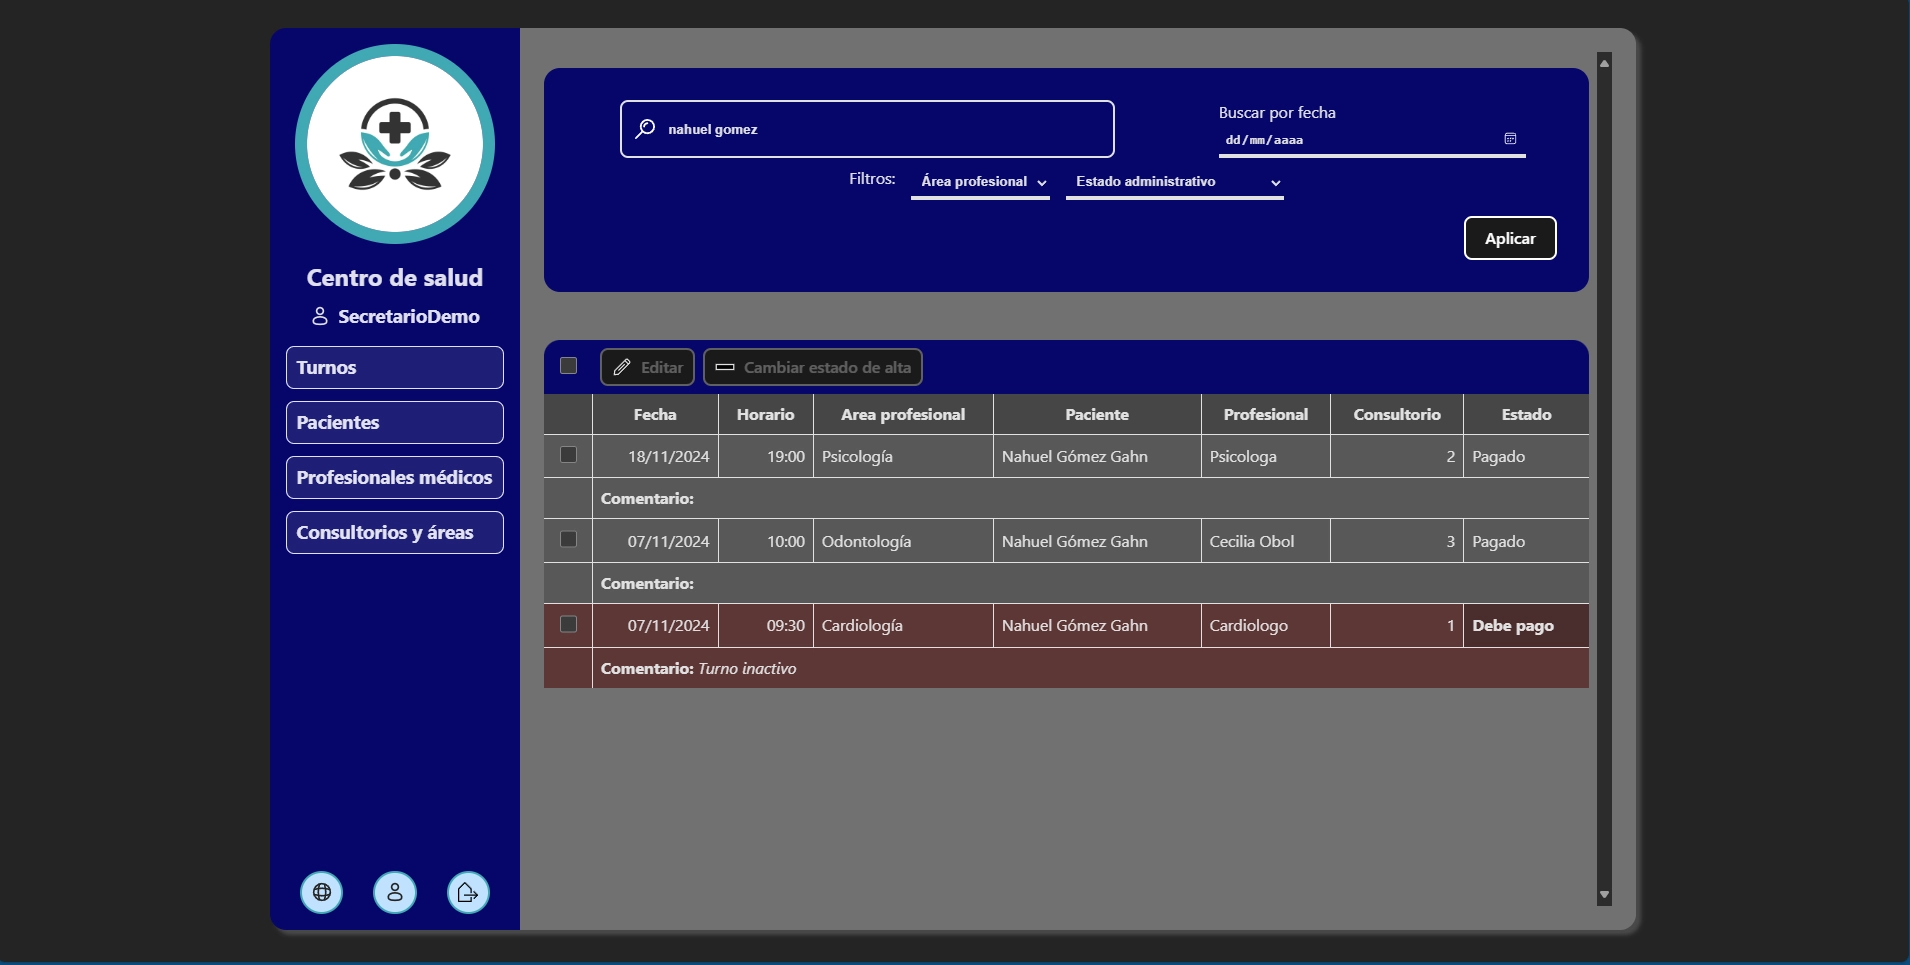 Centro de salud
SecretarioDemo
Turnos
Pacientes
Profesionales médicos
Consultorios y áreas
nahuel gomez
Buscar por fecha
dd/mm/aaaa
Filtros: Área profesional Estado administrativo
Aplicar
Editar Cambiar estado de alta
Fecha Horario Area profesional Paciente Profesional Consultorio Estado
18/11/2024 19:00 Psicología Nahuel Gómez Gahn Psicologa 2 Pagado
Comentario:
07/11/2024 10:00 Odontología Nahuel Gómez Gahn Cecilia Obol 3 Pagado
Comentario:
07/11/2024 09:30 Cardiología Nahuel Gómez Gahn Cardiologo 1 Debe pago
Comentario: Turno inactivo